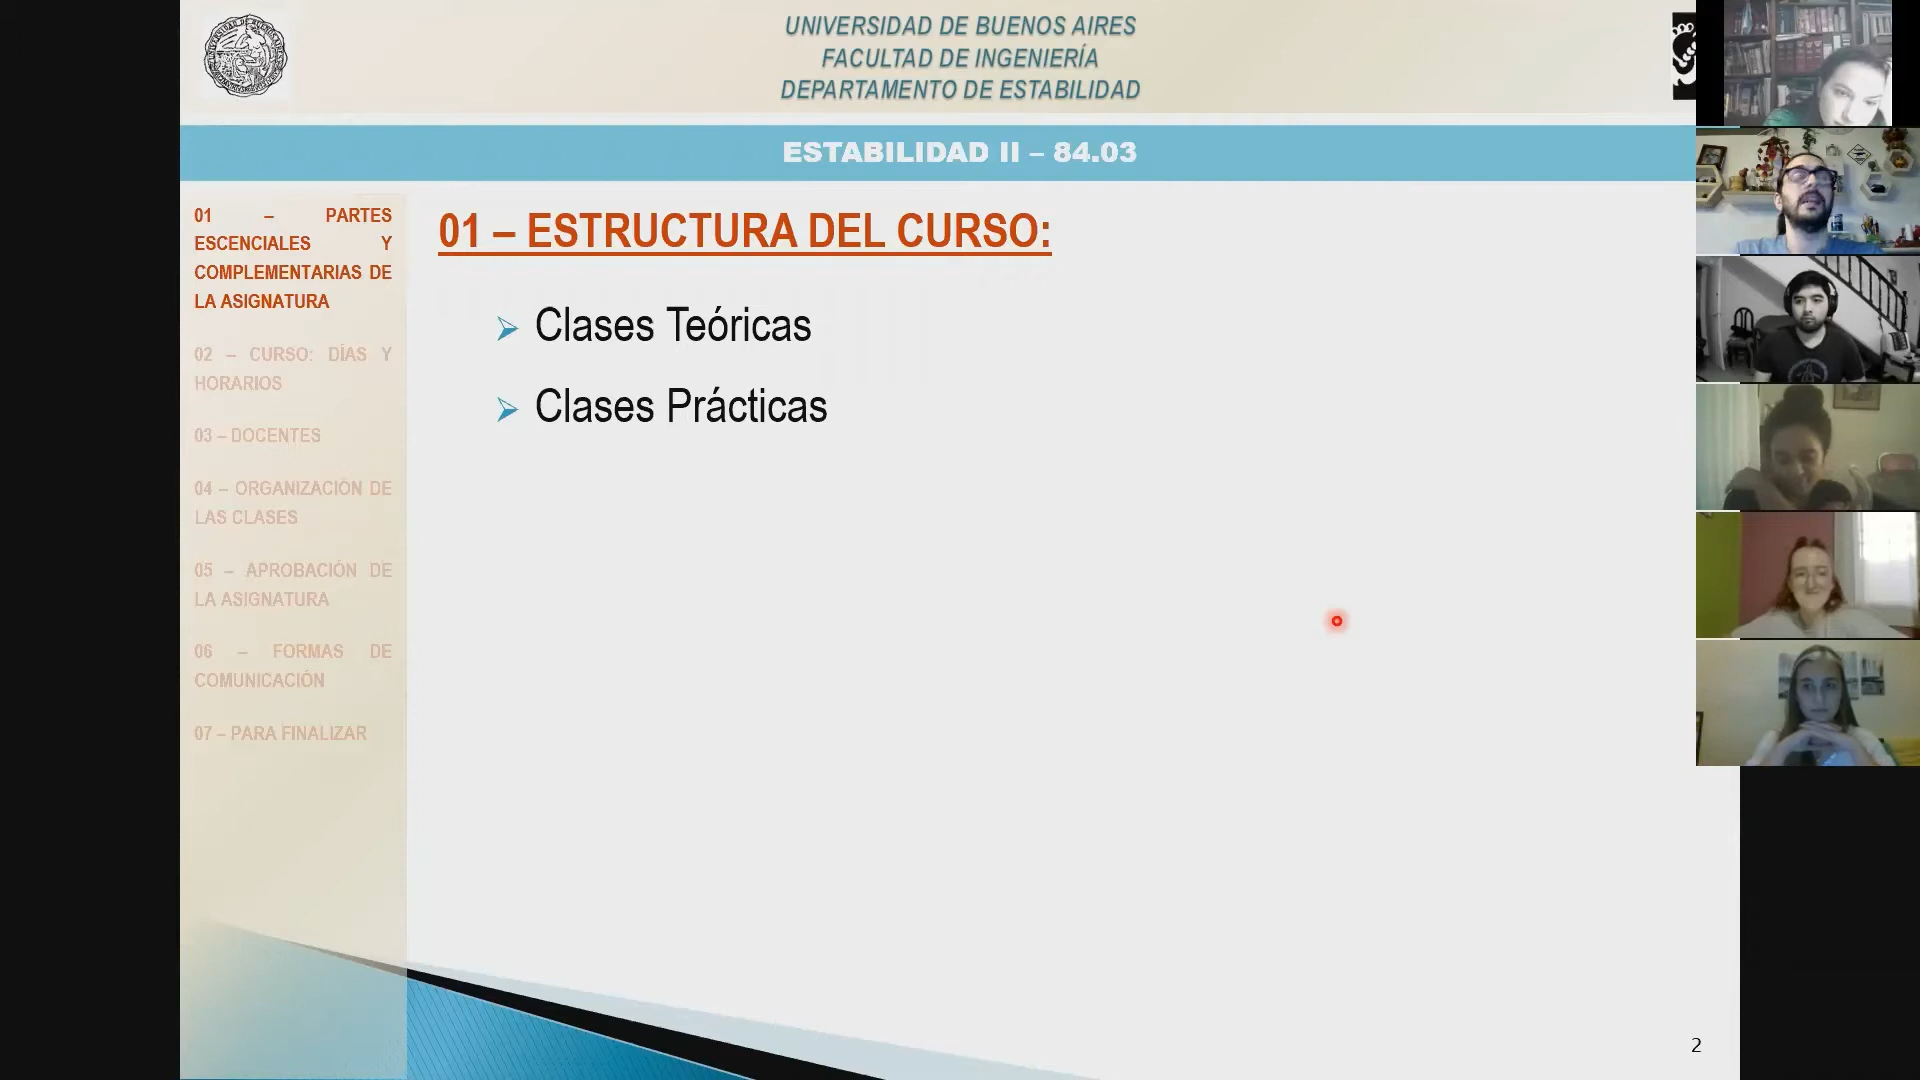 UNIVERSIDAD DE BUENOS AIRES
FACULTAD DE INGENIERÍA
DEPARTAMENTO DE ESTABILIDAD
ESTABILIDAD II – 84.03
01 – PARTES
ESCENCIALES Y
COMPLEMENTARIAS DE
LA ASIGNATURA
02 – CURSO: DÍAS Y
HORARIOS
03 – DOCENTES
04 – ORGANIZACIÓN DE
LAS CLASES
05 – APROBACIÓN DE
LA ASIGNATURA
06 – FORMAS DE
COMUNICACIÓN
07 – PARA FINALIZAR
01 – ESTRUCTURA DEL CURSO:
Clases Teóricas
Clases Prácticas
2